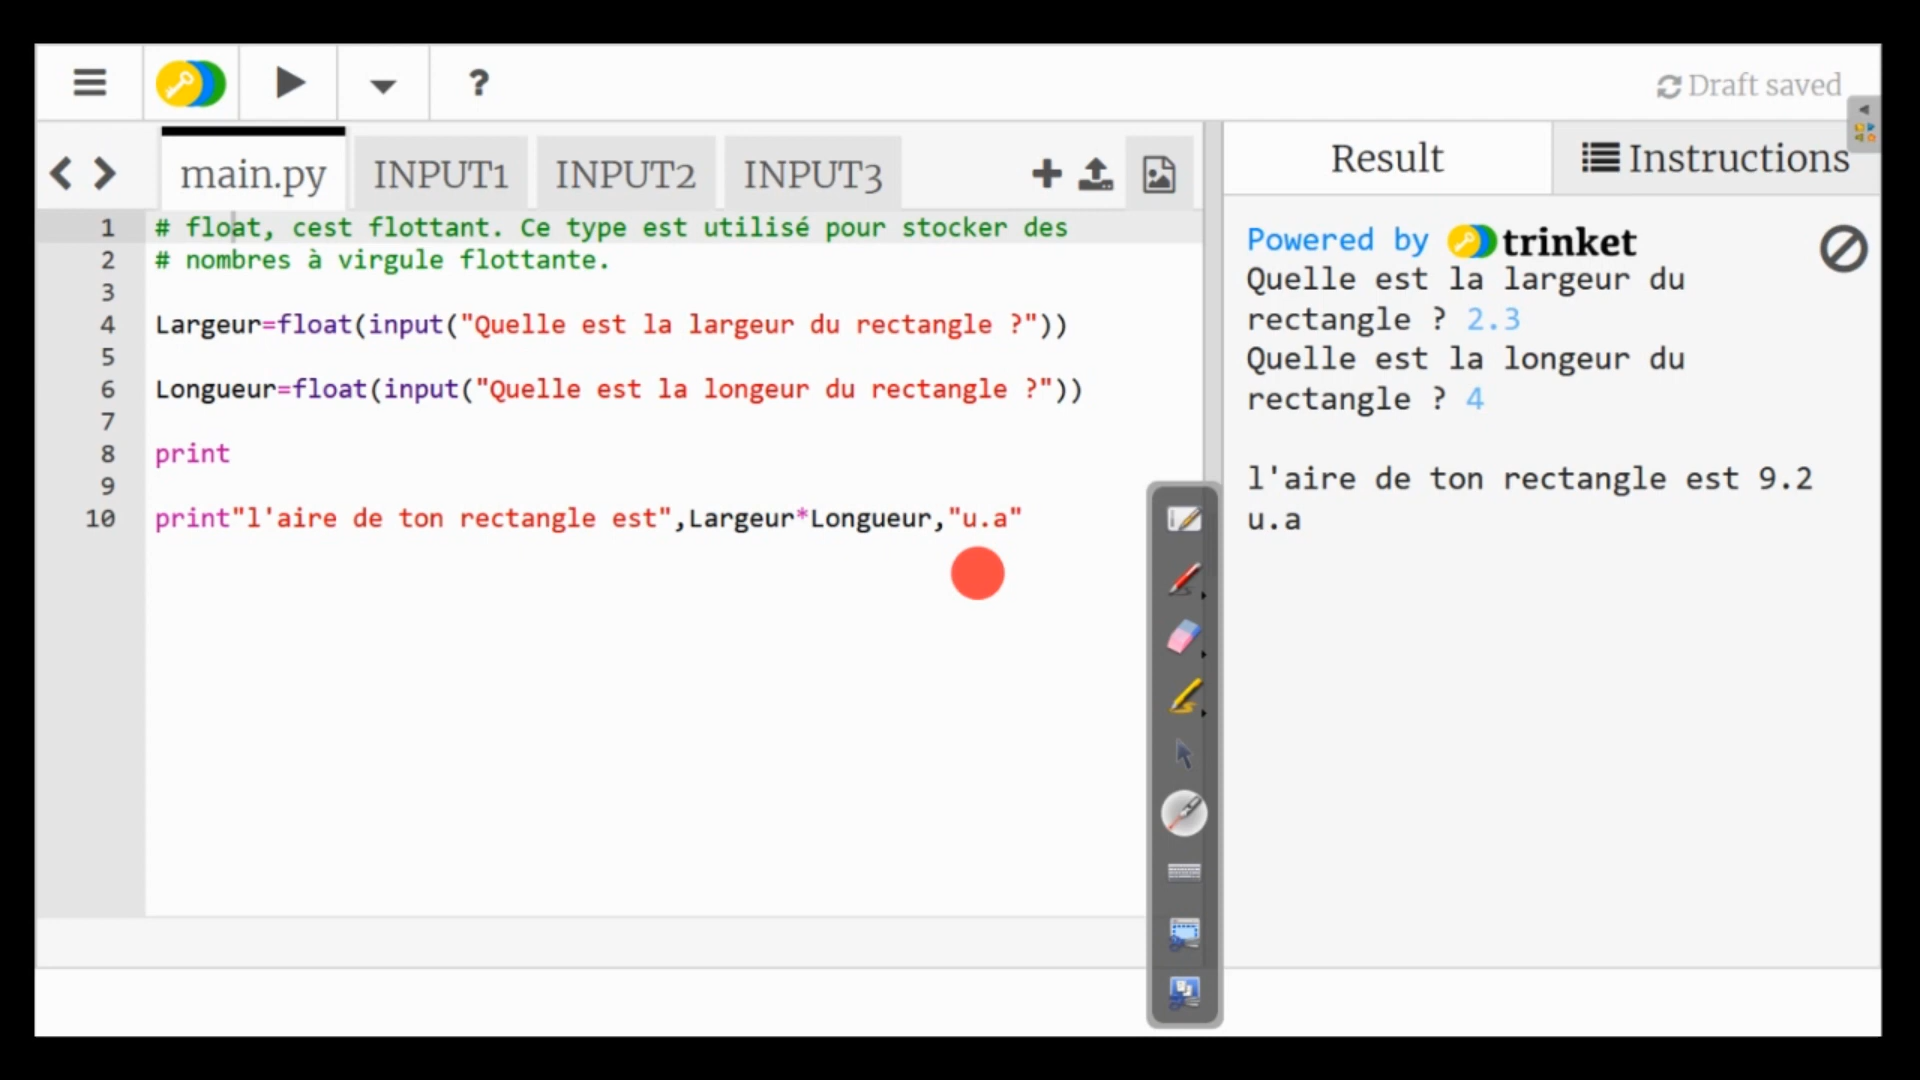 ?
Draft saved
main.py
INPUT1
INPUT2
INPUT3
Result
Instructions
1 # float, cest flottant. Ce type est utilisé pour stocker des
2 # nombres à virgule flottante.
3
4 Largeur=float(input("Quelle est la largeur du rectangle ?"))
5
6 Longueur=float(input("Quelle est la longeur du rectangle ?"))
7
8 print
9
10 print"l'aire de ton rectangle est",Largeur*Longueur,"u.a"
Powered by trinket
Quelle est la largeur du
rectangle ? 2.3
Quelle est la longeur du
rectangle ? 4
l'aire de ton rectangle est 9.2
u.a